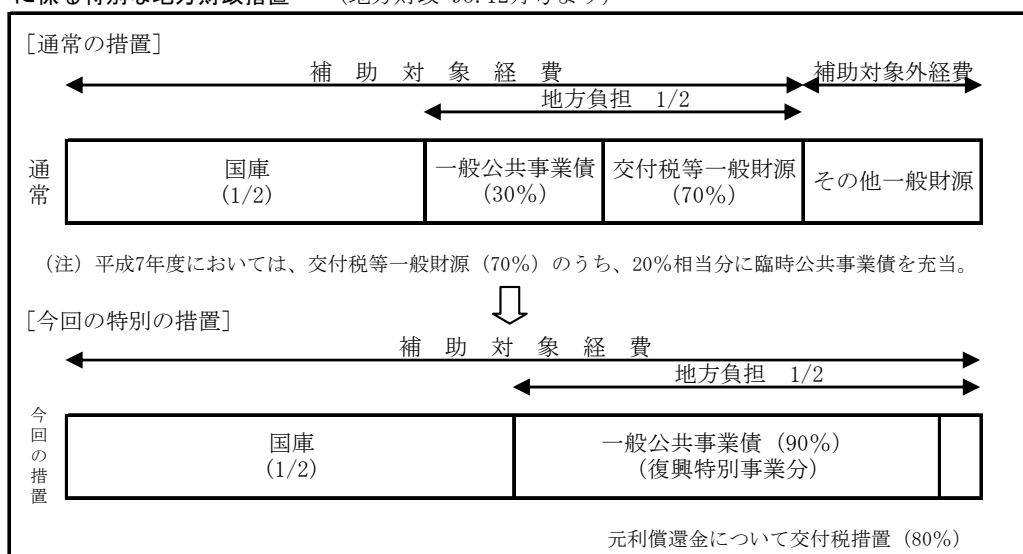 [通常の措置]
補助対象経費 補助対象外経費
地方負担 1/2
通常
国庫
(1/2)
一般公共事業債
(30%)
交付税等一般財源
(70%)
その他一般財源
(注) 平成7年度においては、交付税等一般財源(70%)のうち、20%相当分に臨時公共事業債を充当。
[今回の特別の措置]
補助対象経費
地方負担 1/2
今回の措置
国庫
(1/2)
一般公共事業債(90%)
(復興特別事業分)
元利償還金について交付税措置(80%)